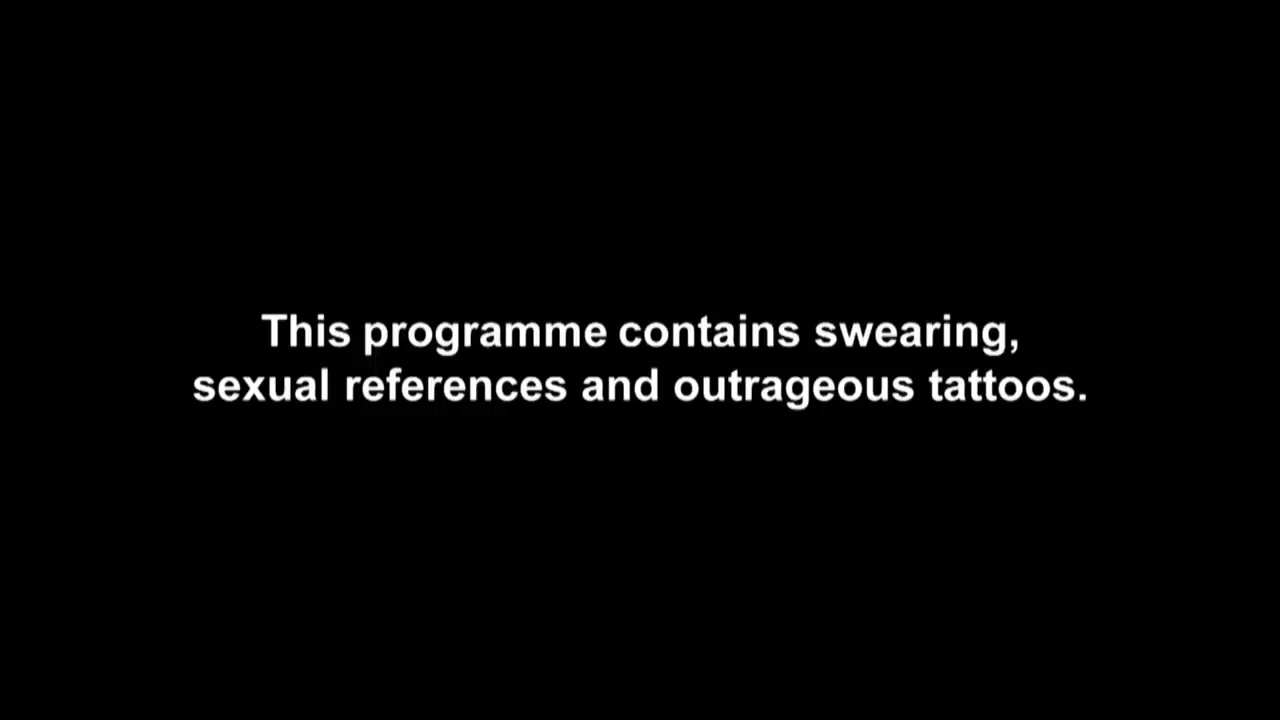 This programme contains swearing,
sexual references and outrageous tattoos.